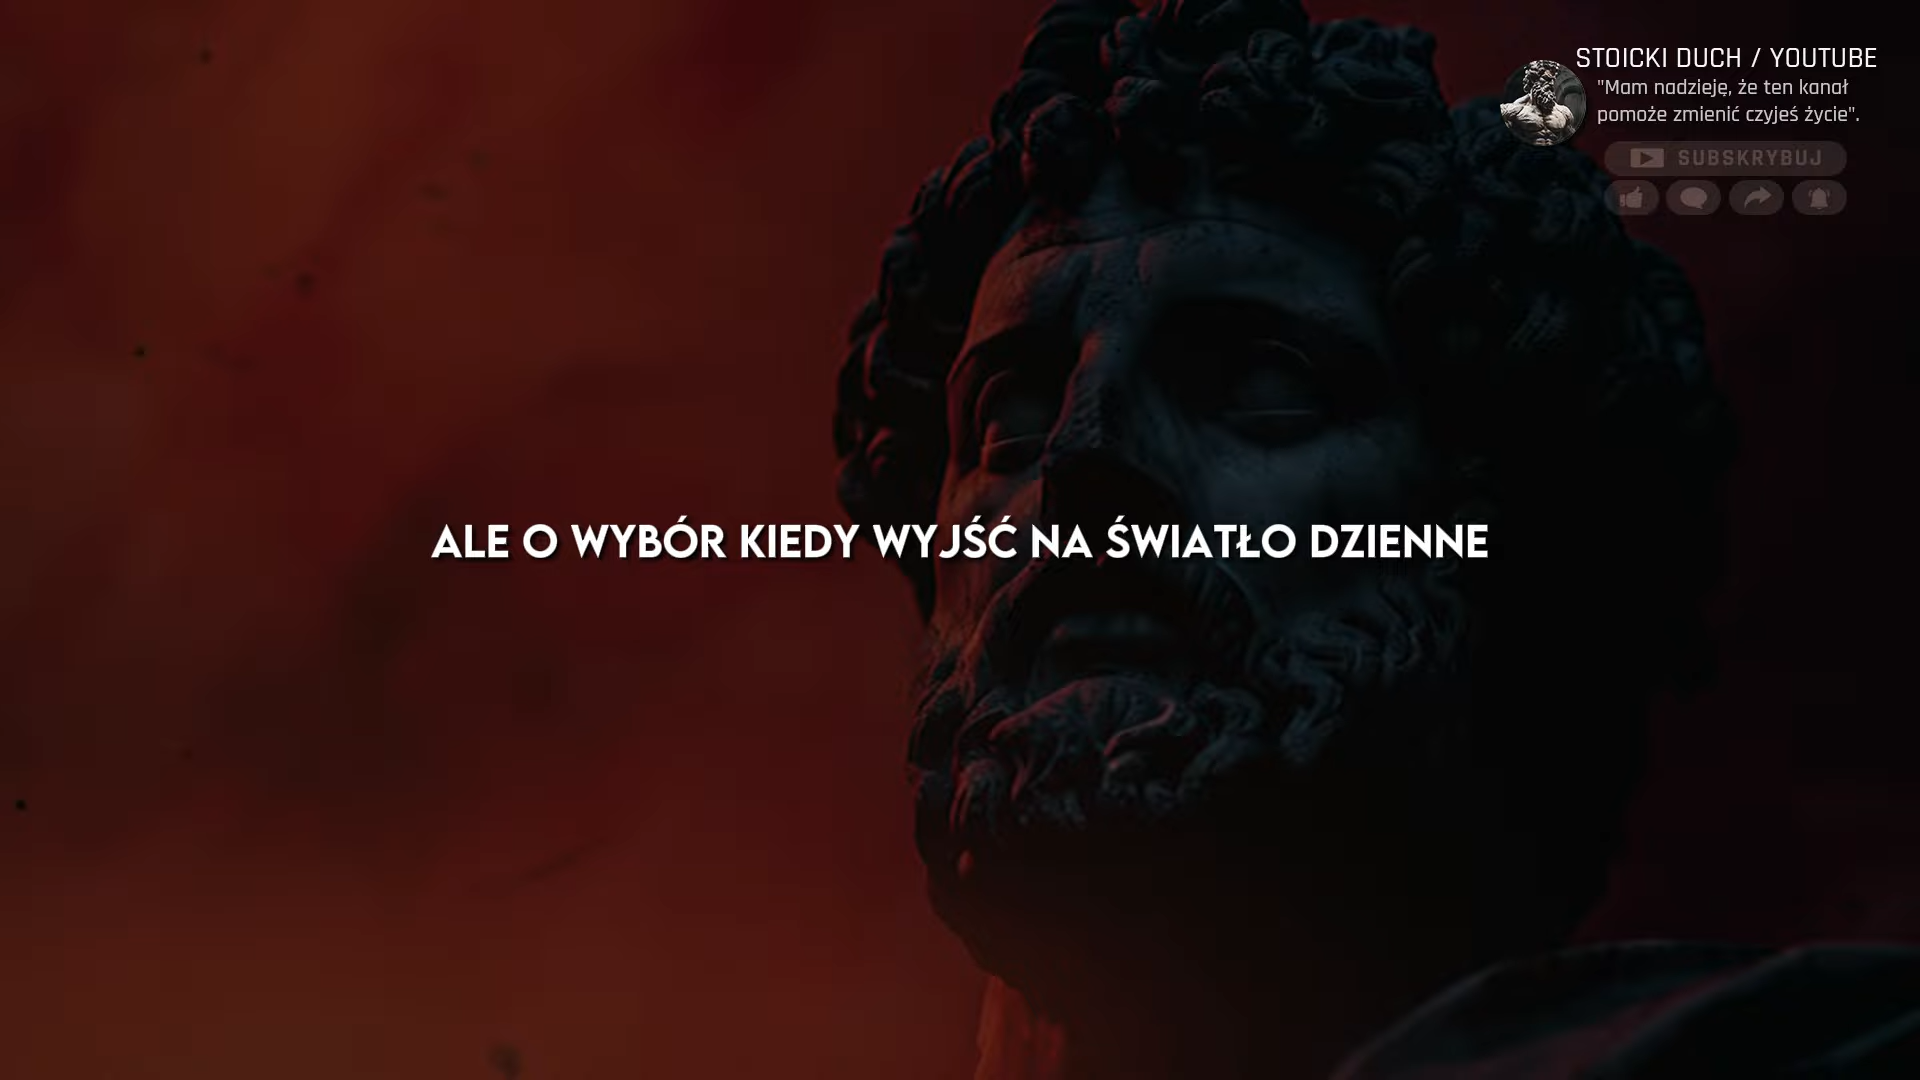 STOICKI DUCH / YOUTUBE
"Mam nadzieję, że ten kanał
pomoże zmienić czyjeś życie".
SUBSKRYBUJ
ALE O WYBÓR KIEDY WYJŚĆ NA ŚWIATŁO DZIENNE